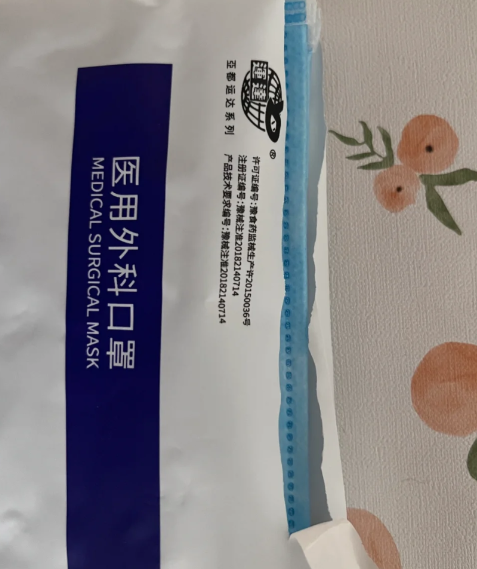 運達
®
亚都运达系列
许可证编号:豫食药监械生产许20150036号
注册证编号:豫械注准20182140714
产品技术要求编号:豫械注准20182140714
医用外科口罩
MEDICAL SURGICAL MASK